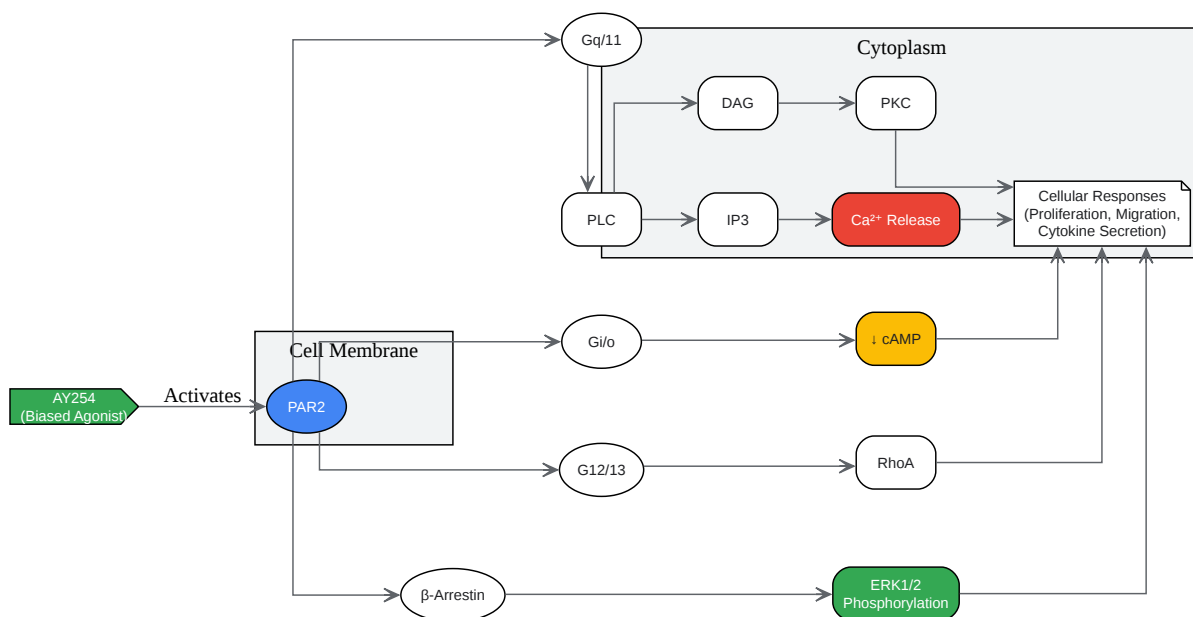 Gq/11
Cytoplasm
DAG
PKC
PLC
IP3
Ca²⁺ Release
Cellular Responses
(Proliferation, Migration,
Cytokine Secretion)
Cell Membrane
Gi/o
↓ cAMP
AY254
(Biased Agonist)
Activates
PAR2
G12/13
RhoA
β-Arrestin
ERK1/2
Phosphorylation